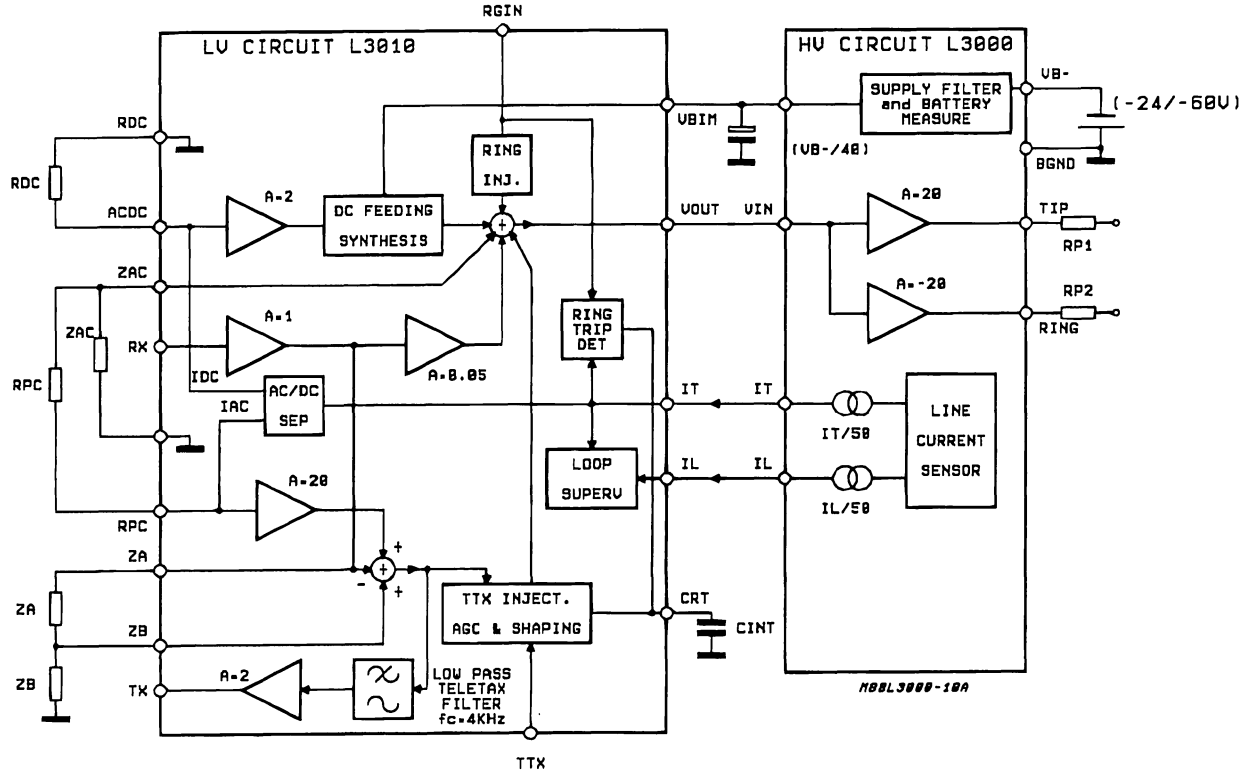 RGIN
LV CIRCUIT L3010
HV CIRCUIT L3000
SUPPLY FILTER
and BATTERY
MEASURE
VB-
(-24/-60V)
BGND
VBIM
(VB-/40)
RDC
RDC
ACDC
A=2
DC FEEDING
SYNTHESIS
RING
INJ.
+
VOUT
VIN
A=20
TIP
RP1
A=-20
RP2
RING
ZAC
ZAC
RX
A=1
A=0.05
RPC
IDC
IAC
AC/DC
SEP
RING
TRIP
DET
IT
IT
IT/50
LINE
CURRENT
SENSOR
LOOP
SUPERV
IL
IL
IL/50
A=20
RPC
ZA
+
+
-
+
ZA
ZB
ZB
TX
A=2
LOW PASS
TELETAX
FILTER
fc=4KHz
TTX INJECT.
AGC & SHAPING
CRT
CINT
M88L3000-10A
TTX